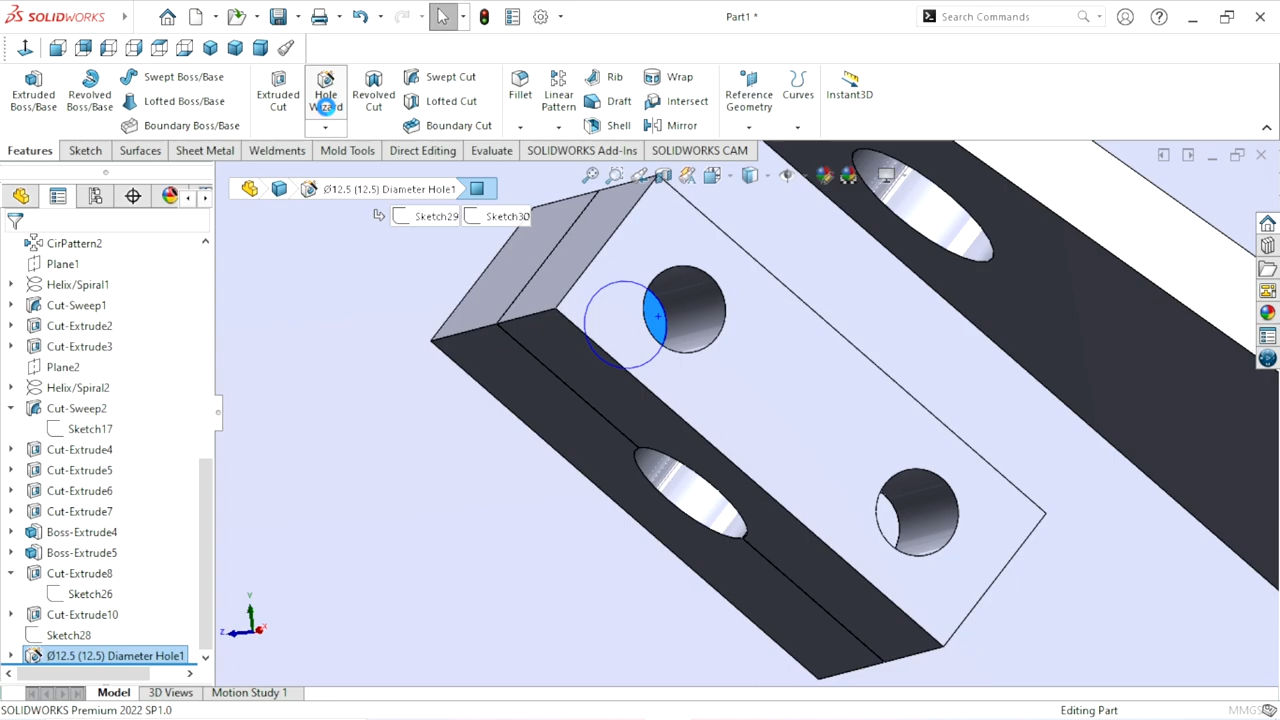 SOLIDWORKS
Part1 *
Search Commands
Extruded Boss/Base
Revolved Boss/Base
Swept Boss/Base
Lofted Boss/Base
Boundary Boss/Base
Extruded Cut
Hole Wizard
Revolved Cut
Swept Cut
Lofted Cut
Boundary Cut
Fillet
Linear Pattern
Rib
Draft
Shell
Wrap
Intersect
Mirror
Reference Geometry
Curves
Instant3D
Features
Sketch
Surfaces
Sheet Metal
Weldments
Mold Tools
Direct Editing
Evaluate
SOLIDWORKS Add-Ins
SOLIDWORKS CAM
Ø12.5 (12.5) Diameter Hole1
Sketch29
Sketch30
CirPattern2
Plane1
Helix/Spiral1
Cut-Sweep1
Cut-Extrude2
Cut-Extrude3
Plane2
Helix/Spiral2
Cut-Sweep2
Sketch17
Cut-Extrude4
Cut-Extrude5
Cut-Extrude6
Cut-Extrude7
Boss-Extrude4
Boss-Extrude5
Cut-Extrude8
Sketch26
Cut-Extrude10
Sketch28
Ø12.5 (12.5) Diameter Hole1
Y
Z
X
Model
3D Views
Motion Study 1
SOLIDWORKS Premium 2022 SP1.0
Editing Part
MMGS